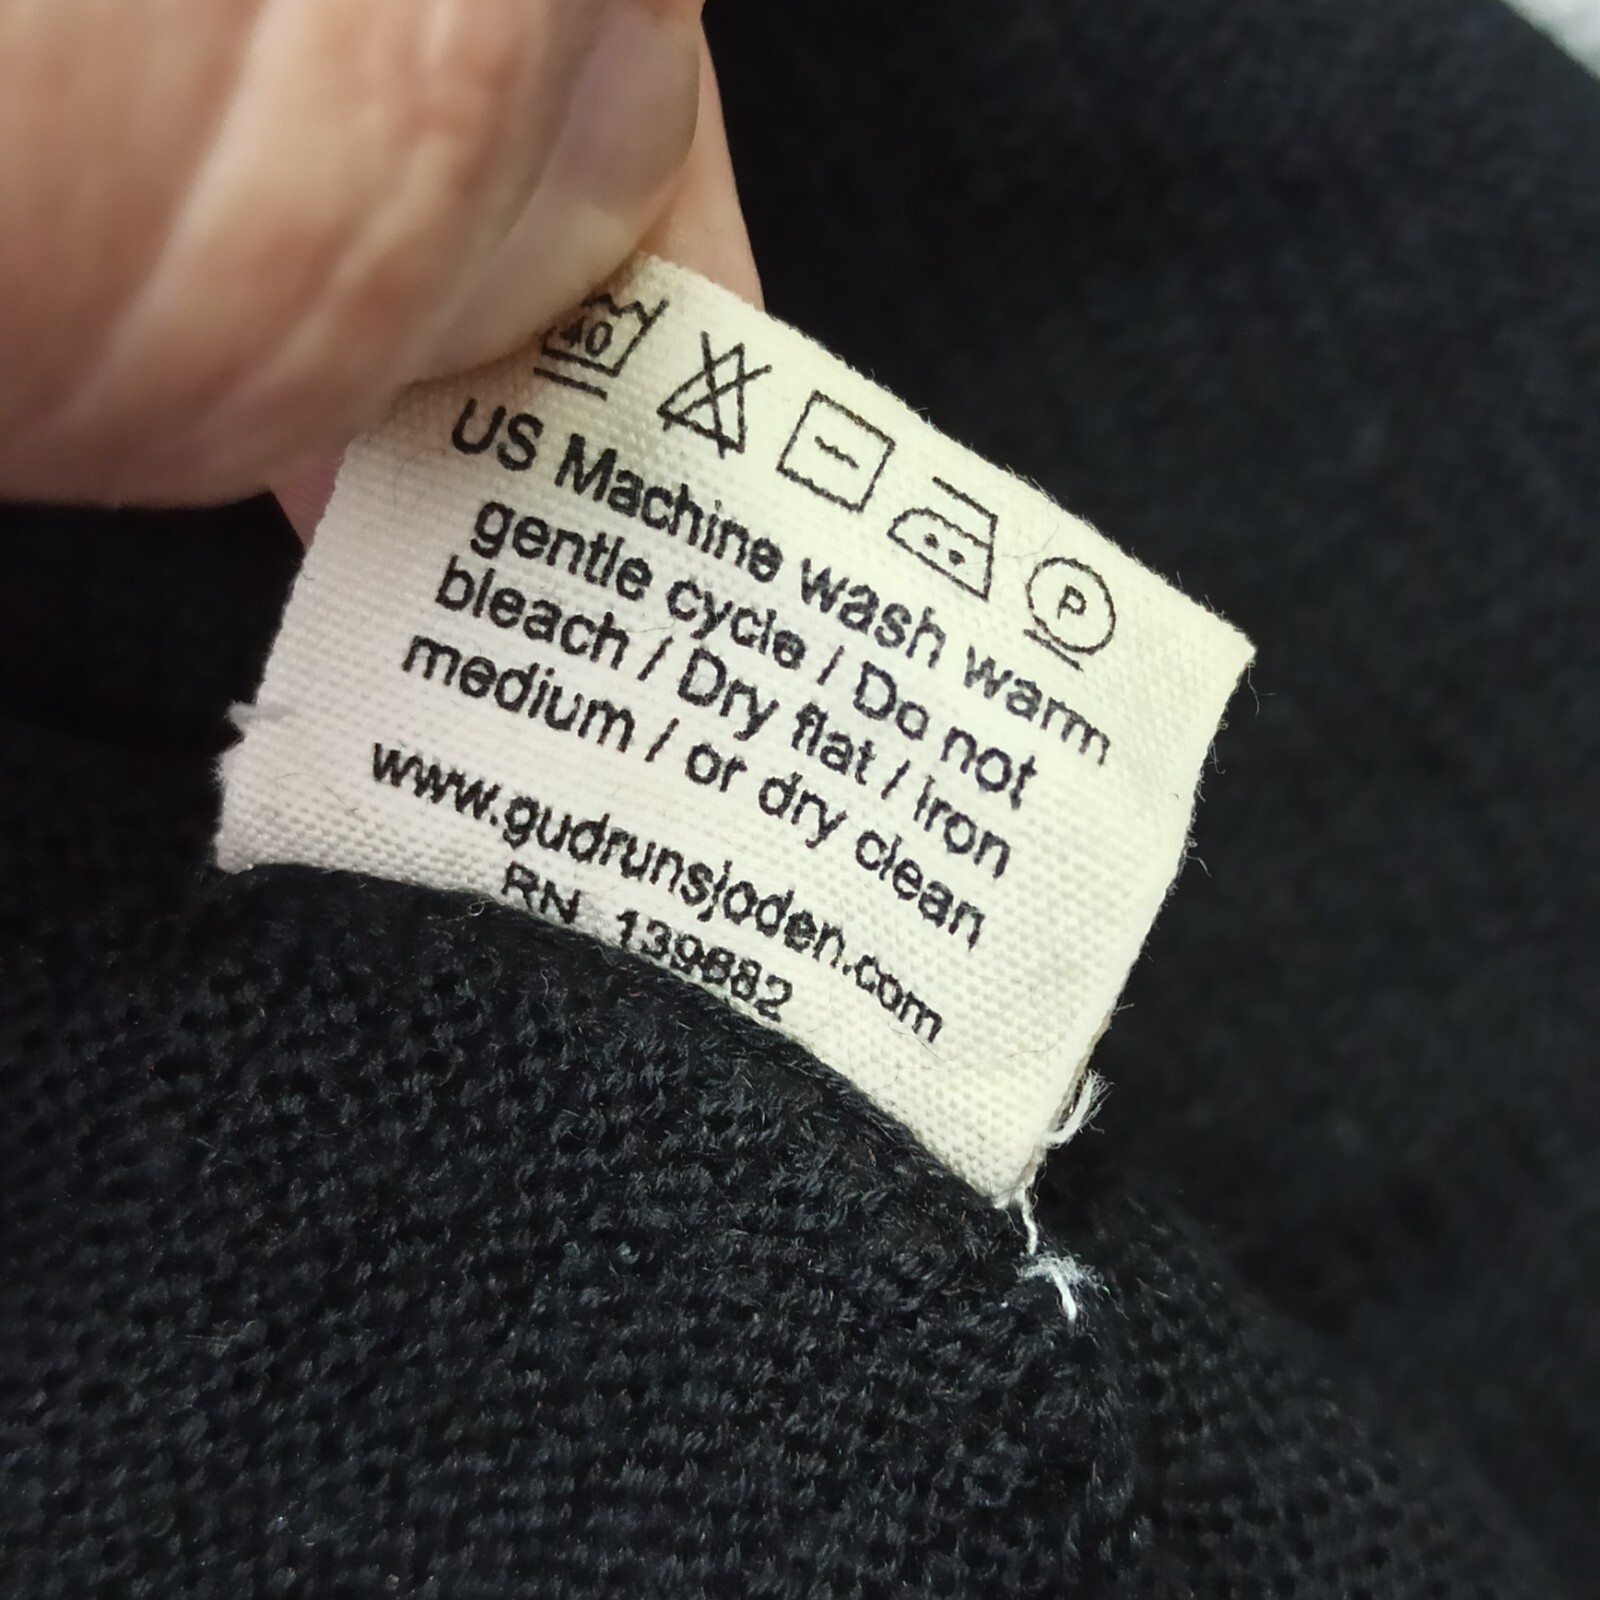 40
P
US Machine wash warm
gentle cycle / Do not
bleach / Dry flat / Iron
medium / or dry clean
www.gudrunsjoden.com
RN 139882